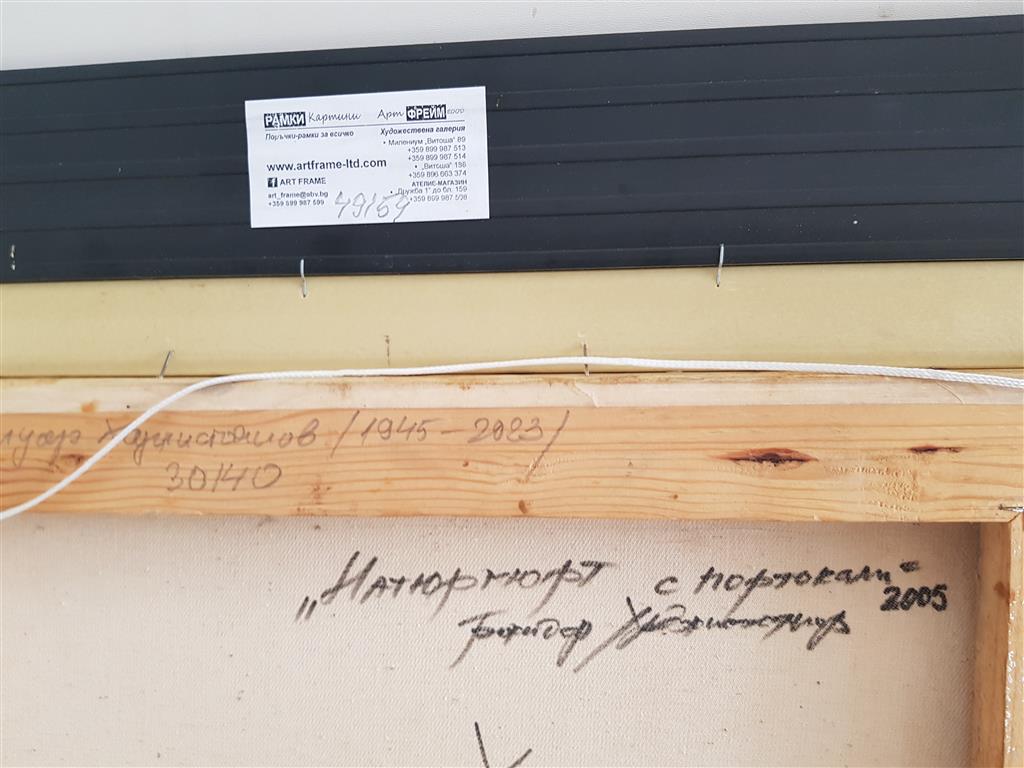 РАМКИ Картини
Поръчки-рамки за всичко
www.artframe-ltd.com
ART FRAME
art_frame@abv.bg
+359 899 987 599
Арт ФРЕЙМ 2000
Художествена галерия
• Милениум „Витоша" 89
+359 899 987 513
+359 899 987 514
• „Витоша" 186
+359 896 663 374
АТЕЛИЕ-МАГАЗИН
• „Дружба 1" до бл. 159
+359 899 987 598
49159
/1945-2023/
30/40
„Натюрморт с портокали"
2005